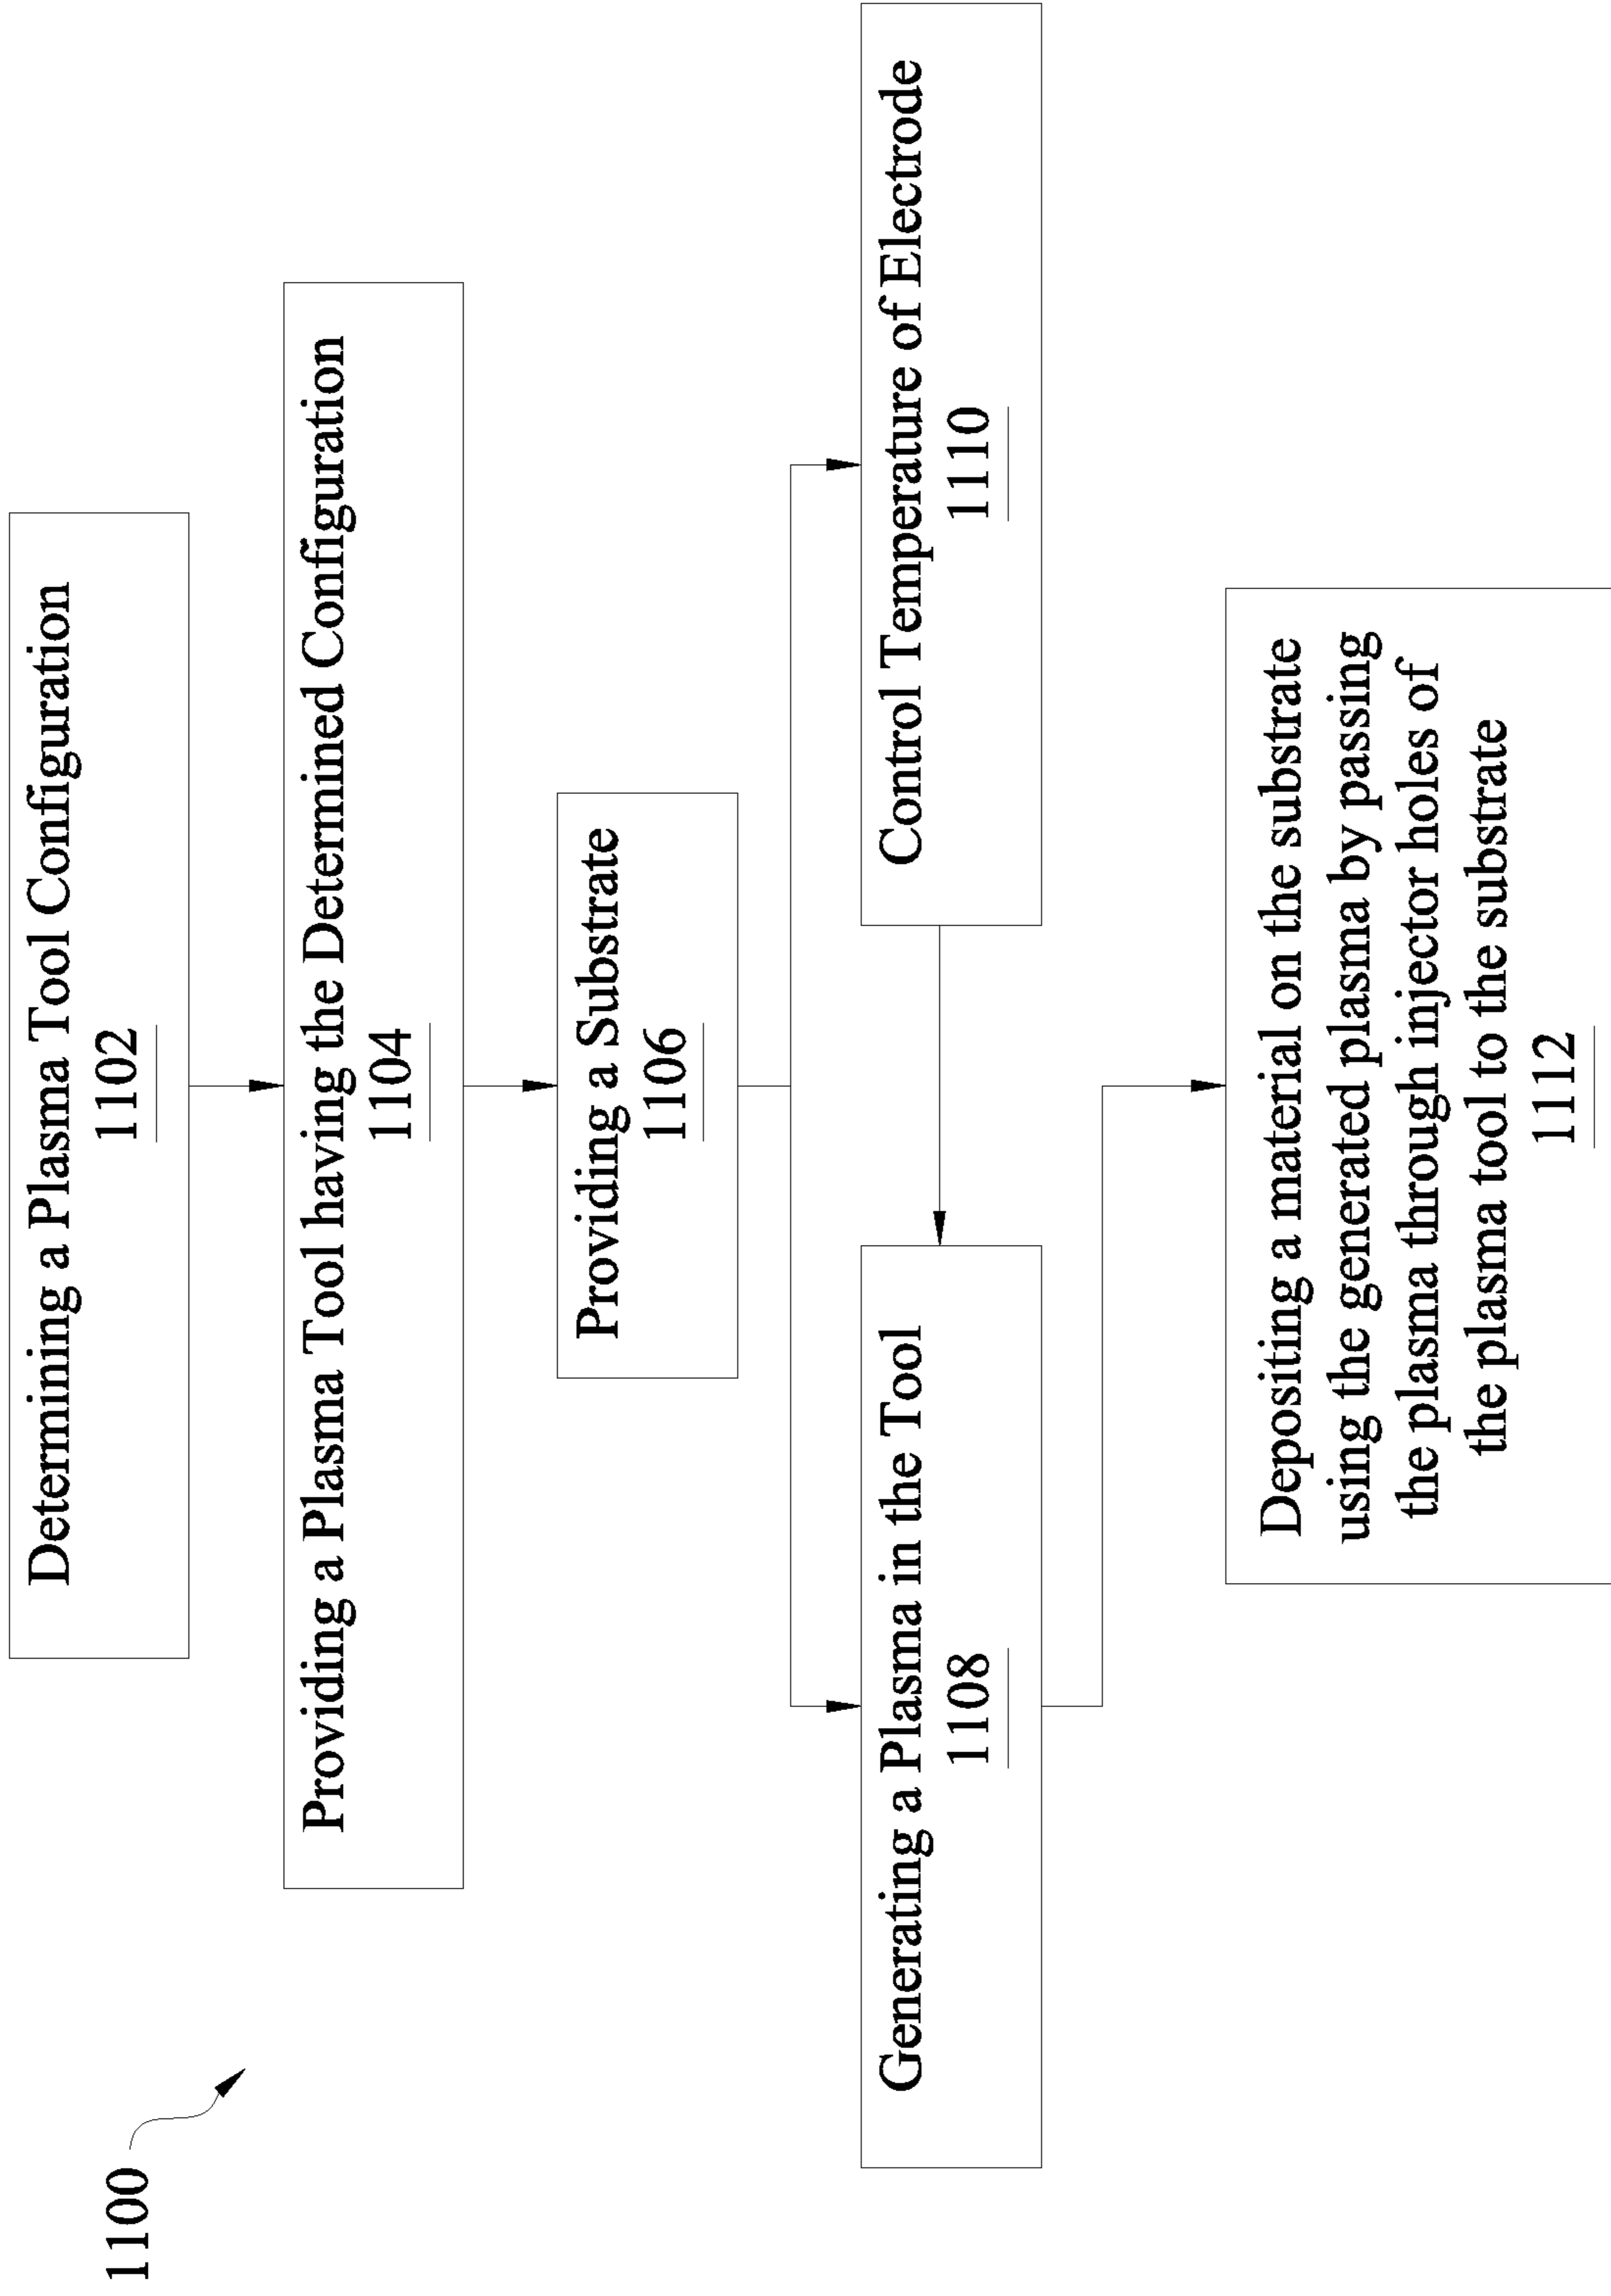 1100
Determining a Plasma Tool Configuration
1102
Providing a Plasma Tool having the Determined Configuration
1104
Providing a Substrate
1106
Generating a Plasma in the Tool
1108
Control Temperature of Electrode
1110
Depositing a material on the substrate
using the generated plasma by passing
the plasma through injector holes of
the plasma tool to the substrate
1112